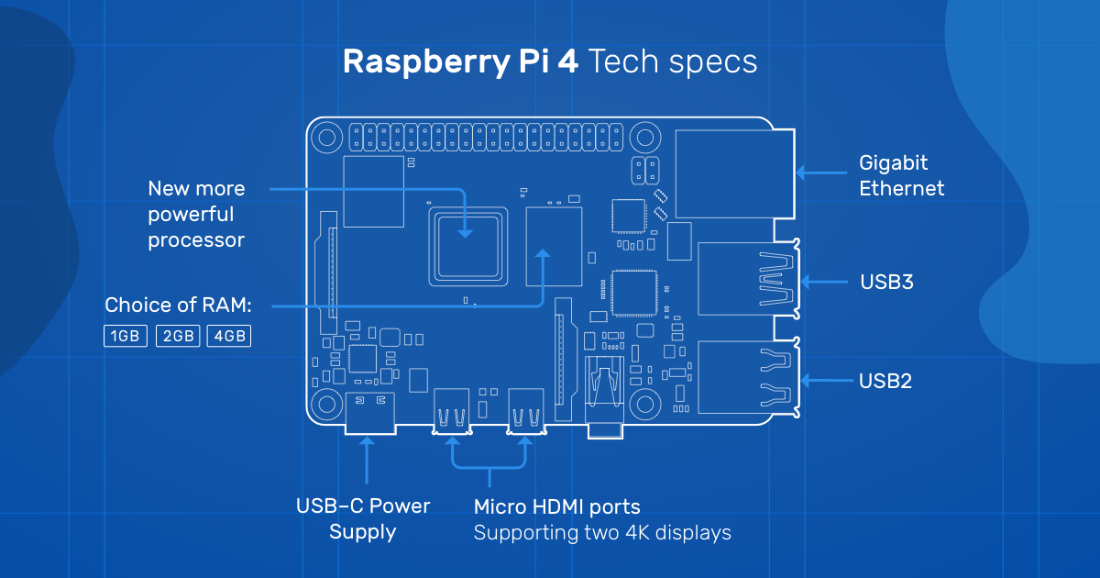 Raspberry Pi 4 Tech specs
New more
powerful
processor
Choice of RAM:
1GB 2GB 4GB
Gigabit
Ethernet
USB3
USB2
USB-C Power
Supply
Micro HDMI ports
Supporting two 4K displays